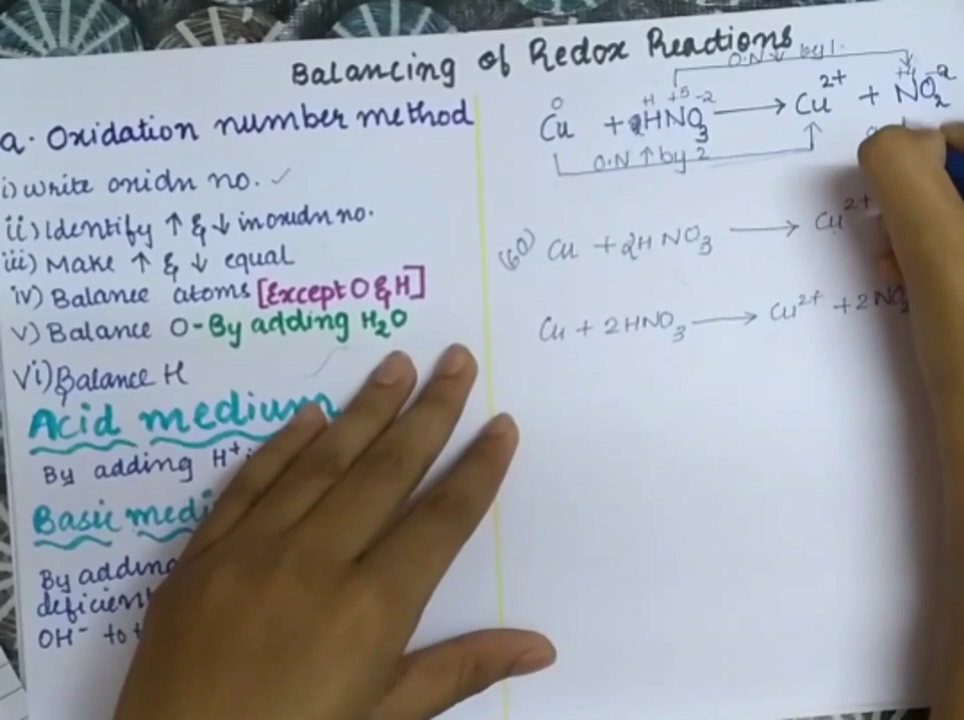 Balancing of Redox Reactions
a. Oxidation number method
i) Write oxidn no. ✓
ii) Identify ↑ & ↓ in oxidn no.
iii) Make ↑ & ↓ equal
iv) Balance atoms [Except O & H]
v) Balance O - By adding H₂O
vi) Balance H
Acid medium
By adding H⁺
Basic medi
By adding
deficient
OH⁻ to t
O.N ↓ by 1.
0 +1 +5 -2 +4 -2
Cu + 2HNO₃ ⟶ Cu²⁺ + NO₂
O.N ↑ by 2
Cu + 2HNO₃ ⟶ Cu²⁺
Cu + 2HNO₃ ⟶ Cu²⁺ + 2NO₂